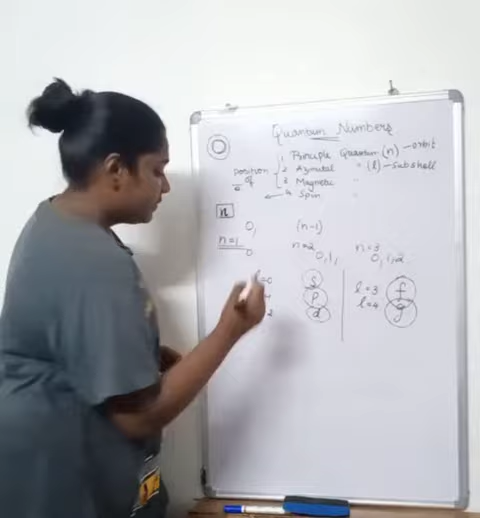 Quantum Numbers
1 Principle Quantum (n) - orbit
position of
2 Azimutal " (l) - Subshell
3 Magnetic "
4 Spin "
n
0, (n-1)
n=1 n=2 n=3
0 0,1, 0,1,2
l=0 s l=3 f
p l=4 g
2 d